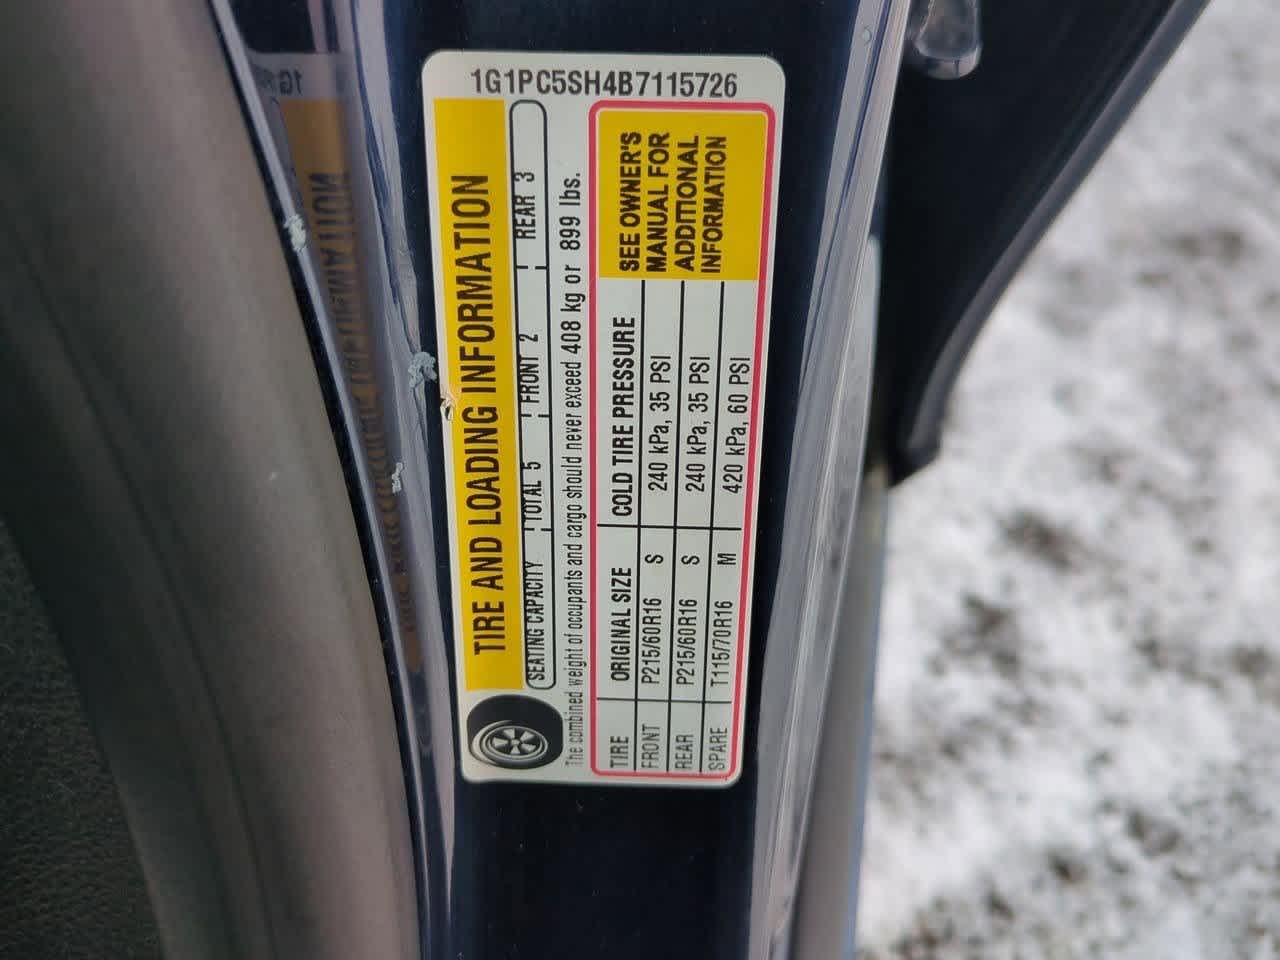 1G1PC5SH4B7115726
TIRE AND LOADING INFORMATION
SEATING CAPACITY TOTAL 5 FRONT 2 REAR 3
The combined weight of occupants and cargo should never exceed 408 kg or 899 lbs.
TIRE ORIGINAL SIZE COLD TIRE PRESSURE
FRONT P215/60R16 S 240 kPa, 35 PSI
REAR P215/60R16 S 240 kPa, 35 PSI
SPARE T115/70R16 M 420 kPa, 60 PSI
SEE OWNER'S
MANUAL FOR
ADDITIONAL
INFORMATION